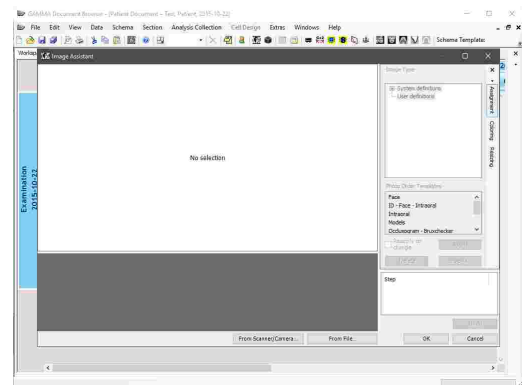 GAMMA Document Browser - [Patient Document - Test, Patient, 2015-10-22]
File Edit View Data Schema Section Analysis Collection Cell Design Extras Windows Help
Schema Template:
Image Assistant
Image Type
System definitions
User definitions
Assignment
Coloring
No selection
Examination
2015-10-22
Photo Order Templates
Face
ID - Face - Intraoral
Intraoral
Models
Occlusogram - Bruxchecker
change
Step
From Scanner/Camera...
From File...
OK
Cancel